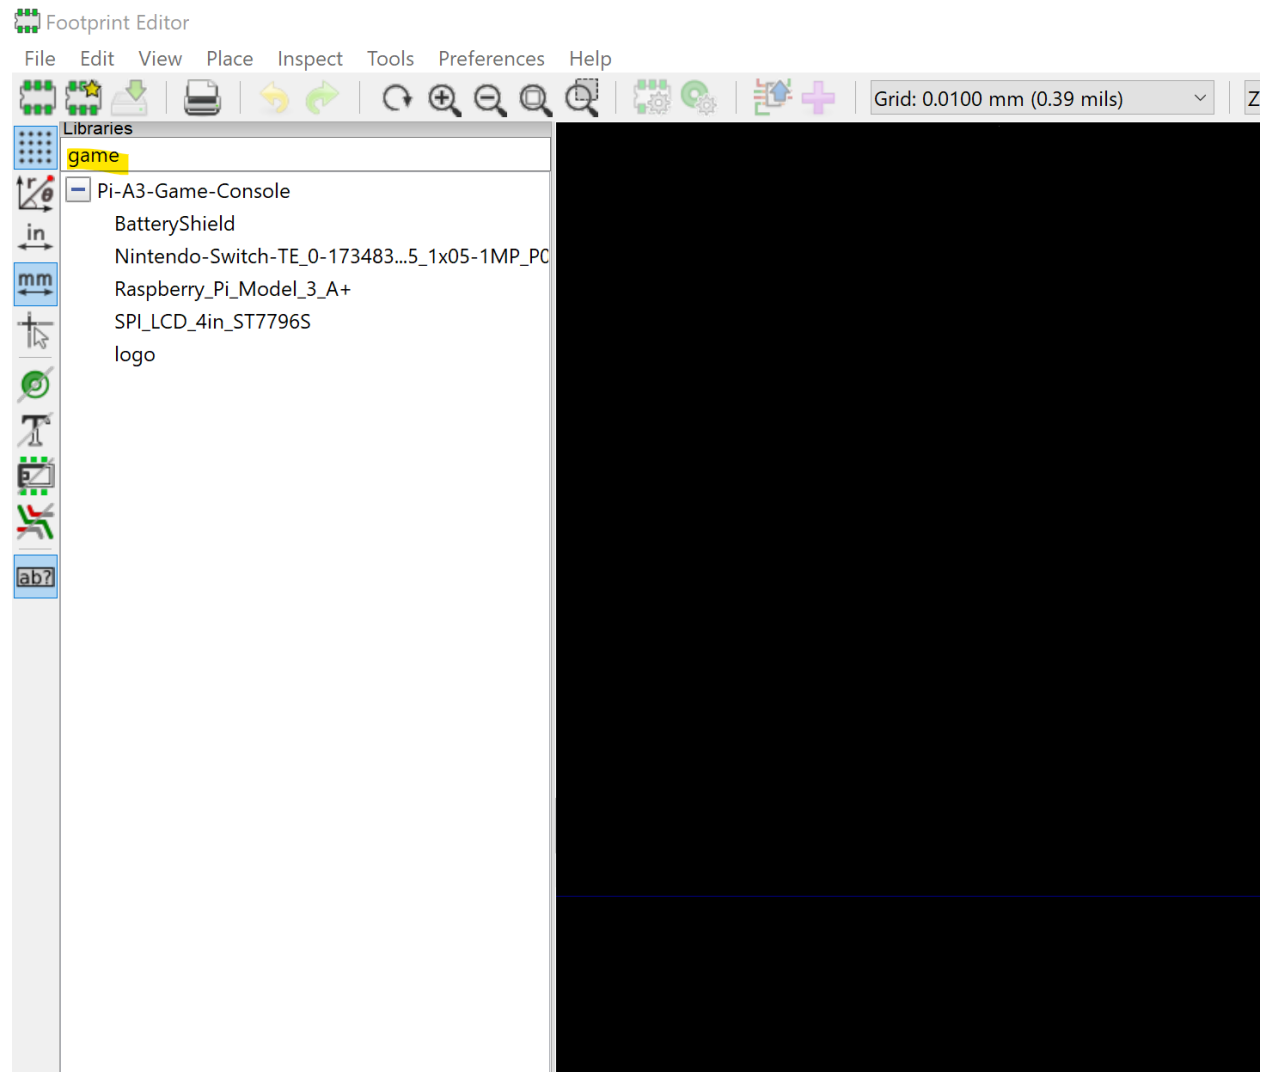 Footprint Editor
File Edit View Place Inspect Tools Preferences Help
Grid: 0.0100 mm (0.39 mils) Z
Libraries
game
Pi-A3-Game-Console
BatteryShield
Nintendo-Switch-TE_0-173483...5_1x05-1MP_P0
Raspberry_Pi_Model_3_A+
SPI_LCD_4in_ST7796S
logo
r θ
in
mm
T
ab?